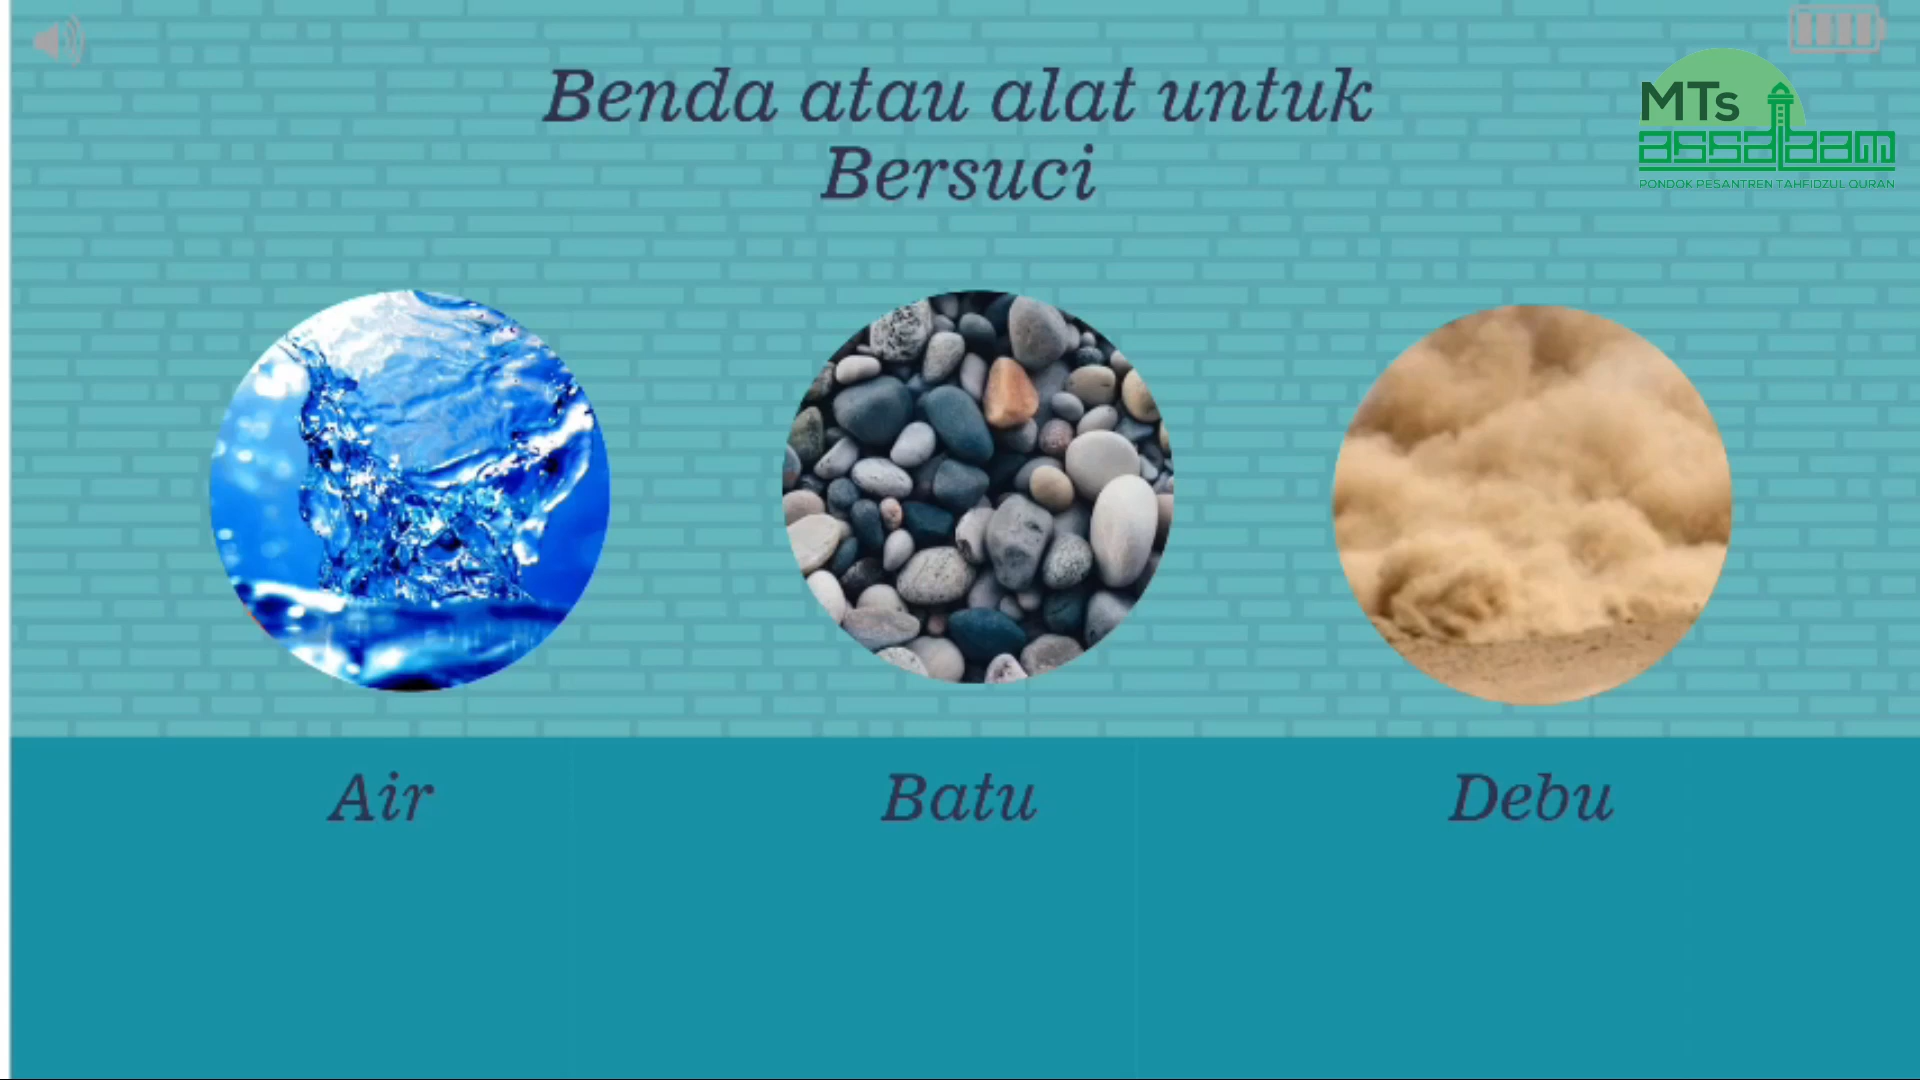 Benda atau alat untuk
Bersuci
MTs
assalaam
PONDOK PESANTREN TAHFIDZUL QURAN
Air
Batu
Debu